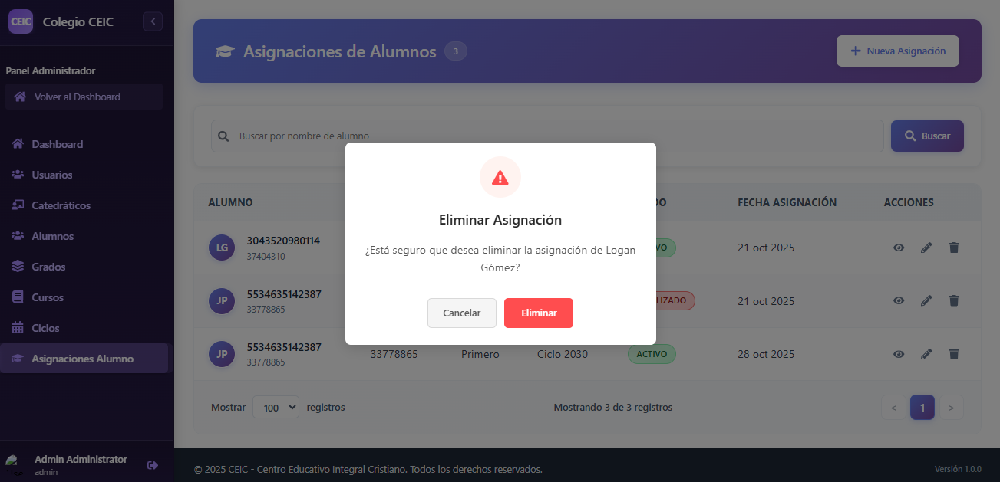 CEIC
Colegio CEIC
Panel Administrador
Volver al Dashboard
Dashboard
Usuarios
Catedráticos
Alumnos
Grados
Cursos
Ciclos
Asignaciones Alumno
Admin Administrator
admin
Asignaciones de Alumnos 3
Nueva Asignación
Buscar por nombre de alumno
Buscar
ALUMNO DO FECHA ASIGNACIÓN ACCIONES
LG 3043520980114 VO 21 oct 2025
37404310
JP 5534635142387 LIZADO 21 oct 2025
33778865
JP 5534635142387 33778865 Primero Ciclo 2030 ACTIVO 28 oct 2025
33778865
Eliminar Asignación
¿Está seguro que desea eliminar la asignación de Logan
Gómez?
Cancelar Eliminar
Mostrar 100 registros Mostrando 3 de 3 registros < 1 >
© 2025 CEIC - Centro Educativo Integral Cristiano. Todos los derechos reservados. Versión 1.0.0